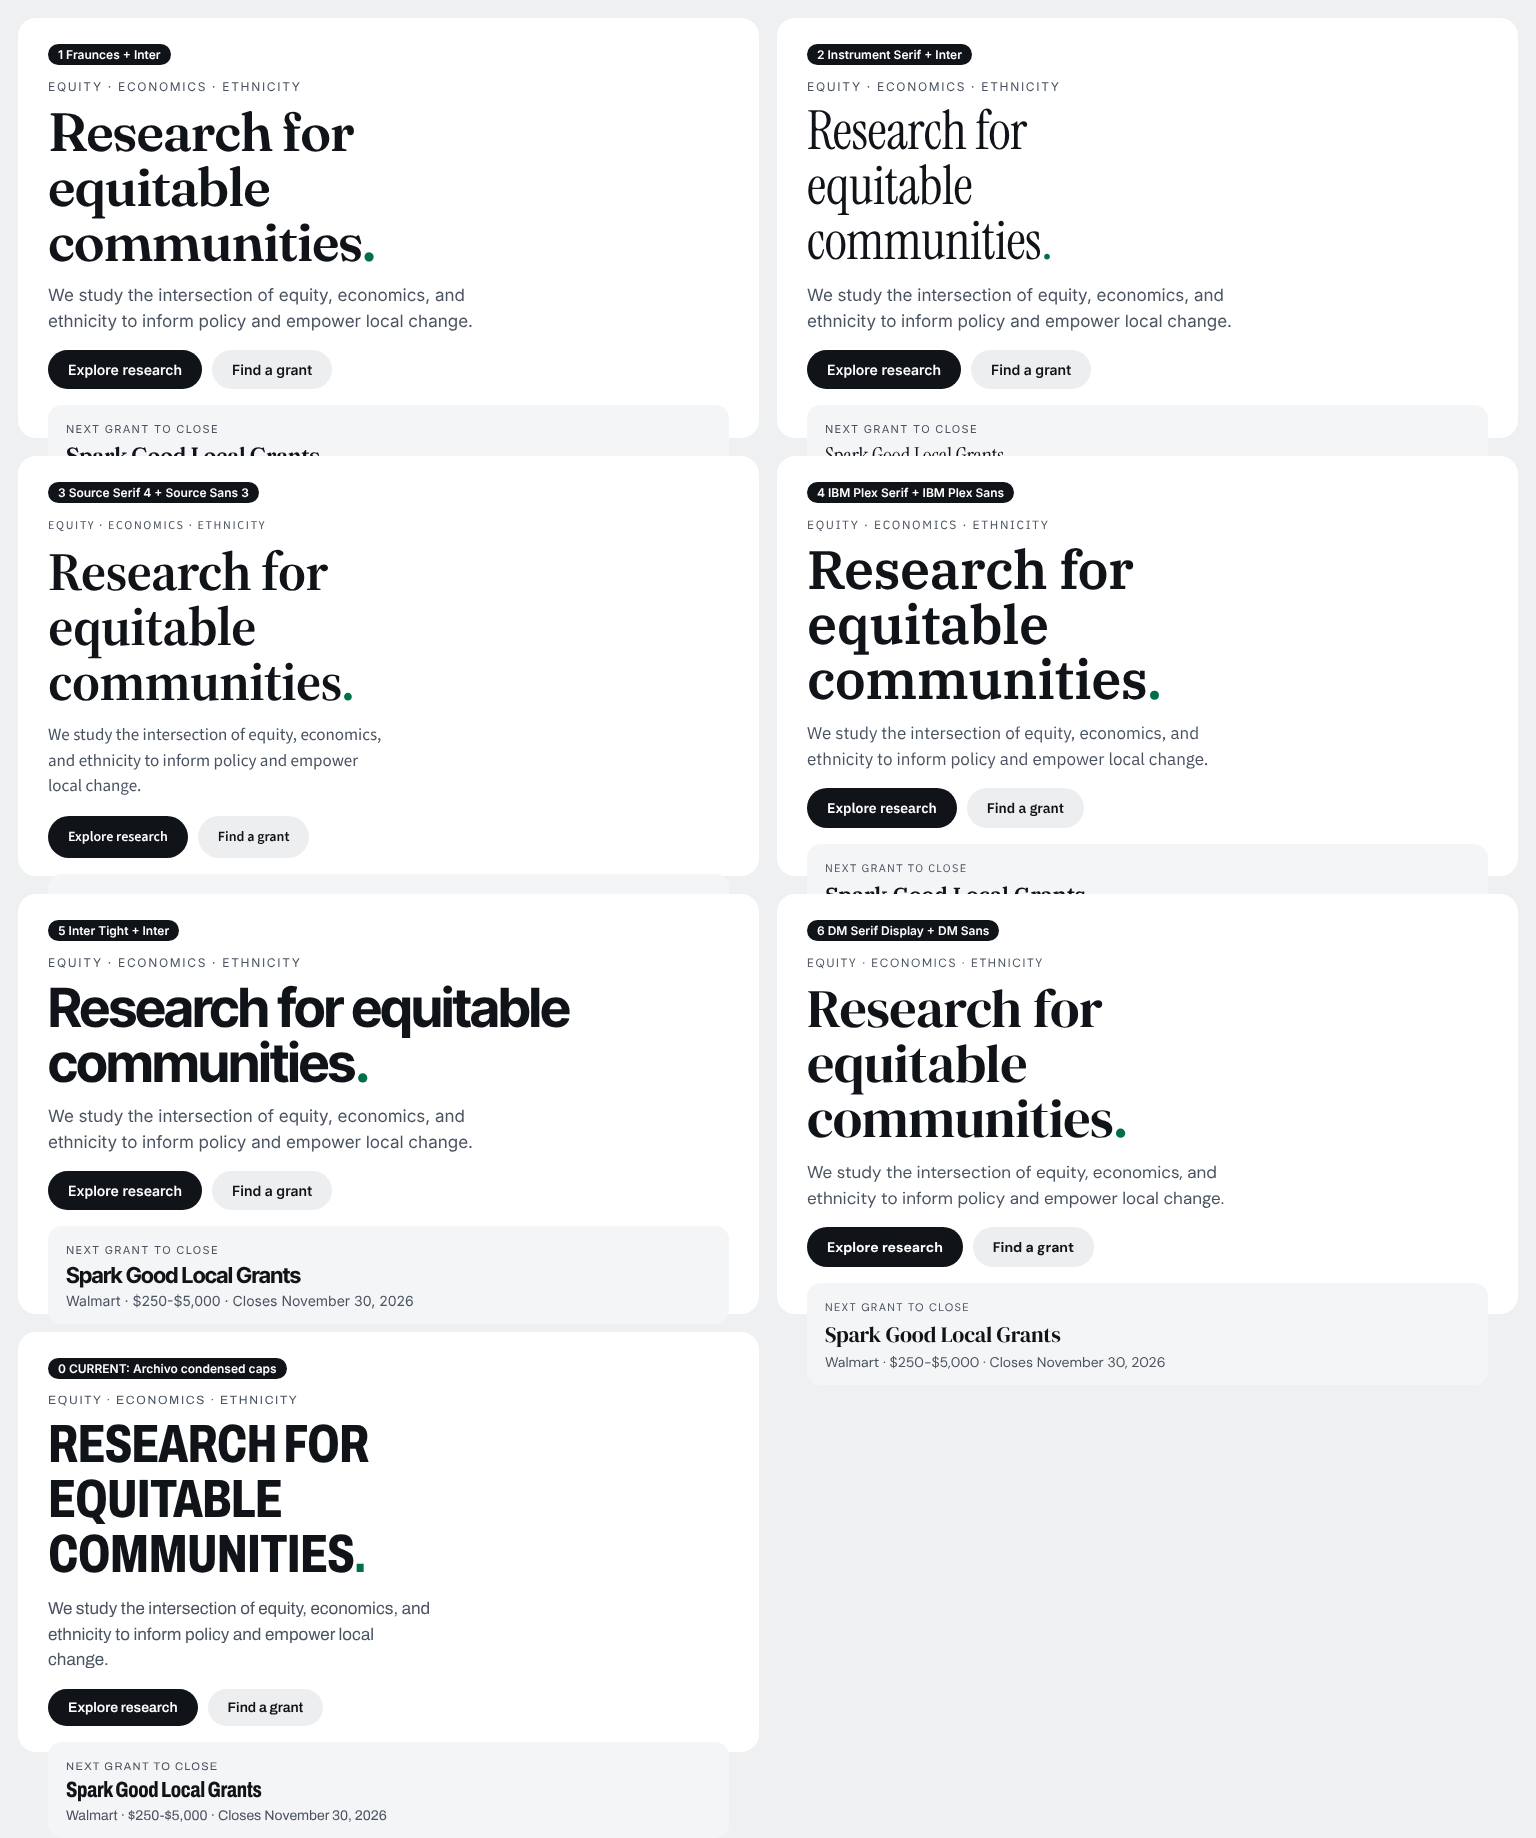 1 Fraunces + Inter
EQUITY · ECONOMICS · ETHNICITY
Research for
equitable
communities.
We study the intersection of equity, economics, and
ethnicity to inform policy and empower local change.
Explore research
Find a grant
NEXT GRANT TO CLOSE
Spark Good Local Grants
2 Instrument Serif + Inter
EQUITY · ECONOMICS · ETHNICITY
Research for
equitable
communities.
We study the intersection of equity, economics, and
ethnicity to inform policy and empower local change.
Explore research
Find a grant
NEXT GRANT TO CLOSE
Spark Good Local Grants
3 Source Serif 4 + Source Sans 3
EQUITY · ECONOMICS · ETHNICITY
Research for
equitable
communities.
We study the intersection of equity, economics,
and ethnicity to inform policy and empower
local change.
Explore research
Find a grant
4 IBM Plex Serif + IBM Plex Sans
EQUITY · ECONOMICS · ETHNICITY
Research for
equitable
communities.
We study the intersection of equity, economics, and
ethnicity to inform policy and empower local change.
Explore research
Find a grant
NEXT GRANT TO CLOSE
Spark Good Local Grants
5 Inter Tight + Inter
EQUITY · ECONOMICS · ETHNICITY
Research for equitable
communities.
We study the intersection of equity, economics, and
ethnicity to inform policy and empower local change.
Explore research
Find a grant
NEXT GRANT TO CLOSE
Spark Good Local Grants
Walmart · $250-$5,000 · Closes November 30, 2026
6 DM Serif Display + DM Sans
EQUITY · ECONOMICS · ETHNICITY
Research for
equitable
communities.
We study the intersection of equity, economics, and
ethnicity to inform policy and empower local change.
Explore research
Find a grant
NEXT GRANT TO CLOSE
Spark Good Local Grants
Walmart · $250-$5,000 · Closes November 30, 2026
0 CURRENT: Archivo condensed caps
EQUITY · ECONOMICS · ETHNICITY
RESEARCH FOR
EQUITABLE
COMMUNITIES.
We study the intersection of equity, economics, and
ethnicity to inform policy and empower local
change.
Explore research
Find a grant
NEXT GRANT TO CLOSE
Spark Good Local Grants
Walmart · $250-$5,000 · Closes November 30, 2026